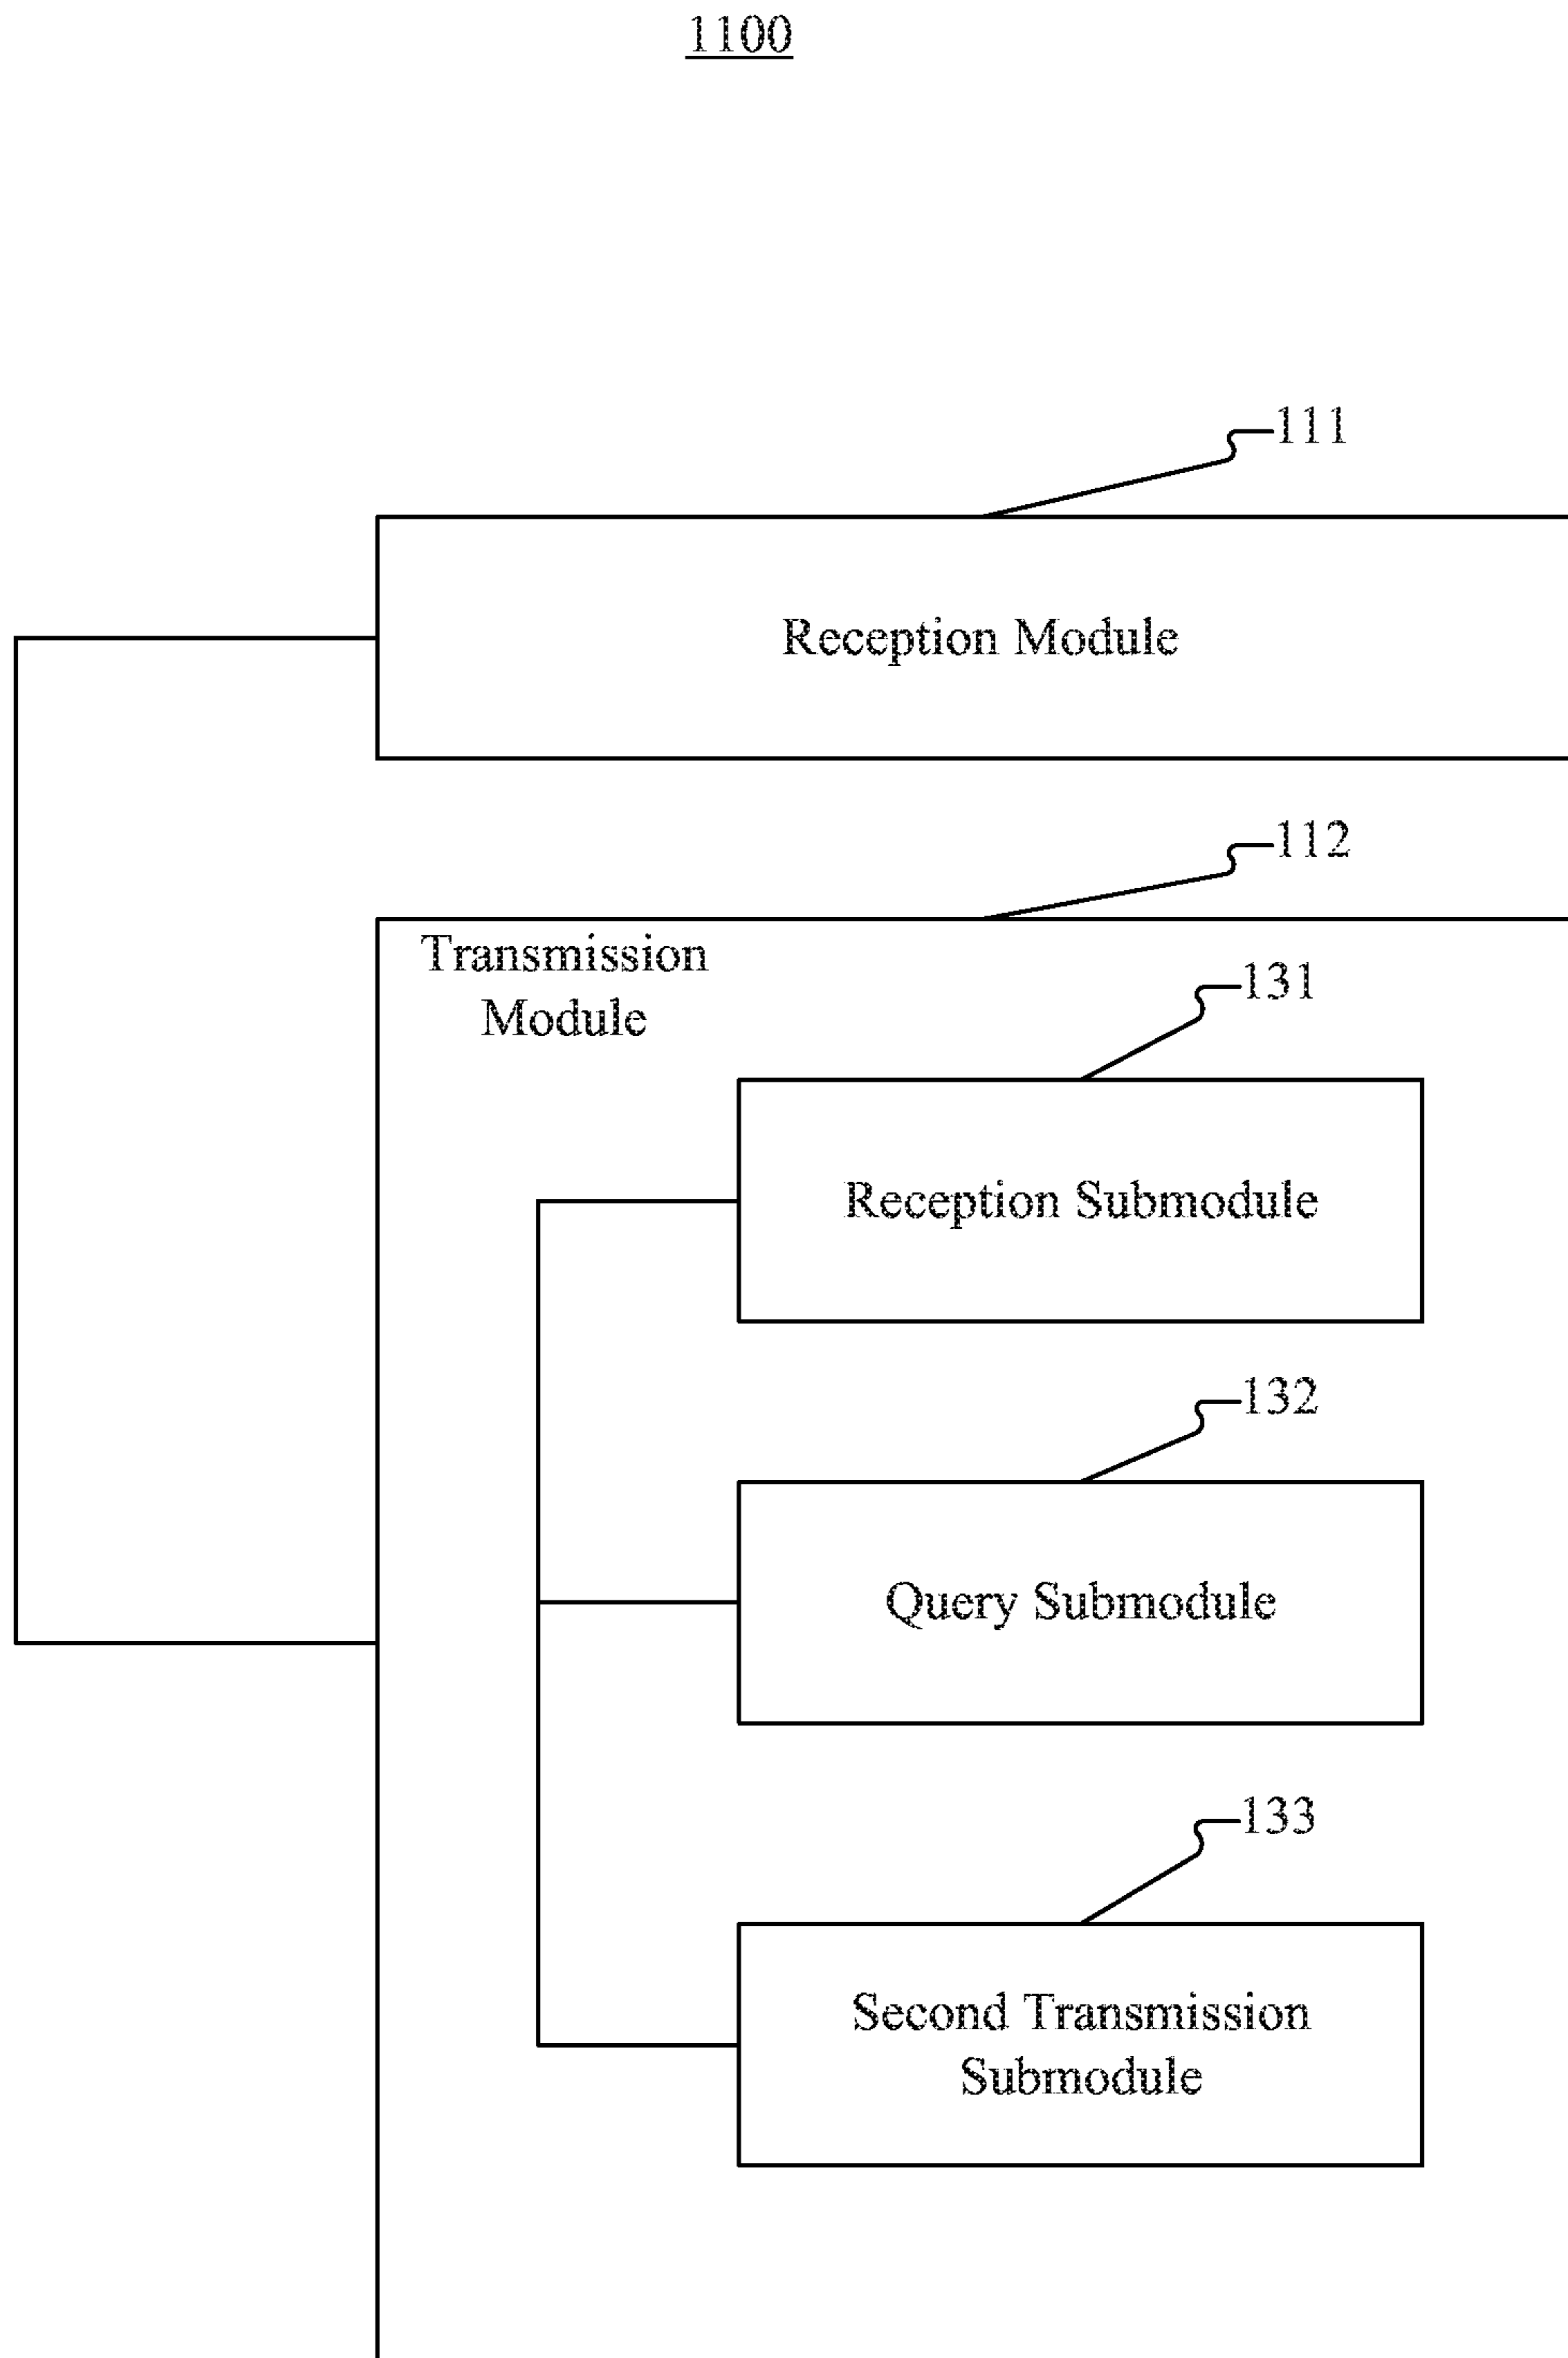 1100
111
Reception Module
112
Transmission
Module
131
Reception Submodule
132
Query Submodule
133
Second Transmission
Submodule